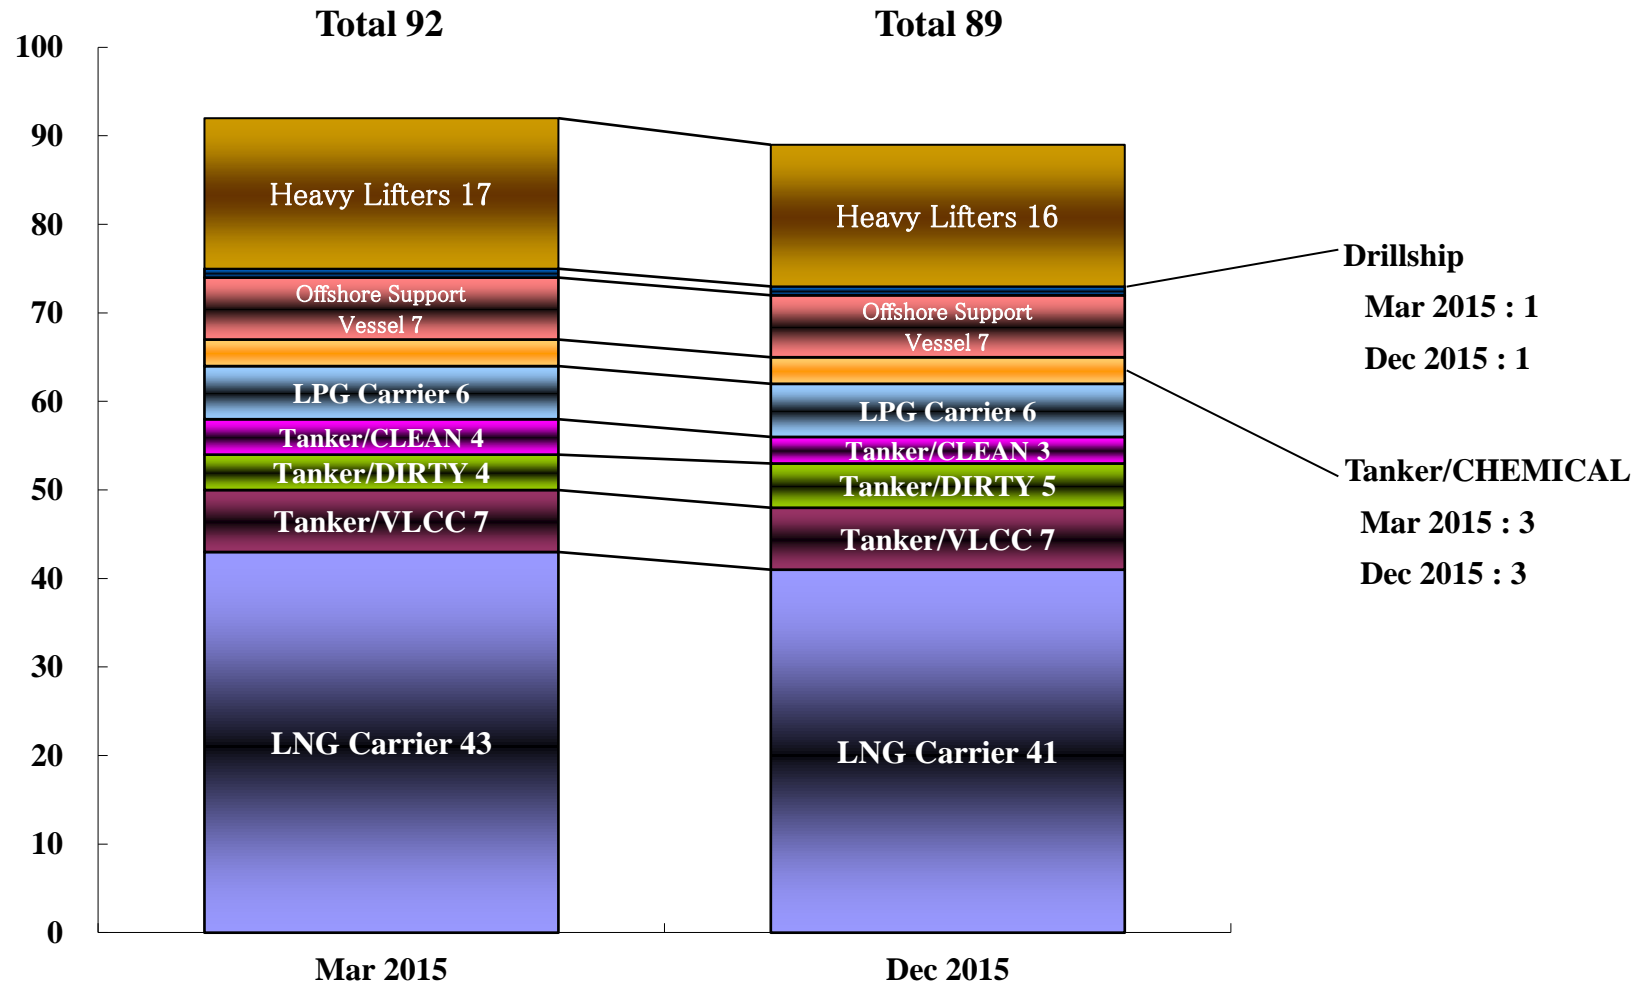 Total 92
Total 89
100
90
80
70
60
50
40
30
20
10
0
Heavy Lifters 17
Offshore Support
Vessel 7
LPG Carrier 6
Tanker/CLEAN 4
Tanker/DIRTY 4
Tanker/VLCC 7
LNG Carrier 43
Heavy Lifters 16
Offshore Support
Vessel 7
LPG Carrier 6
Tanker/CLEAN 3
Tanker/DIRTY 5
Tanker/VLCC 7
LNG Carrier 41
Drillship
Mar 2015 : 1
Dec 2015 : 1
Tanker/CHEMICAL
Mar 2015 : 3
Dec 2015 : 3
Mar 2015
Dec 2015